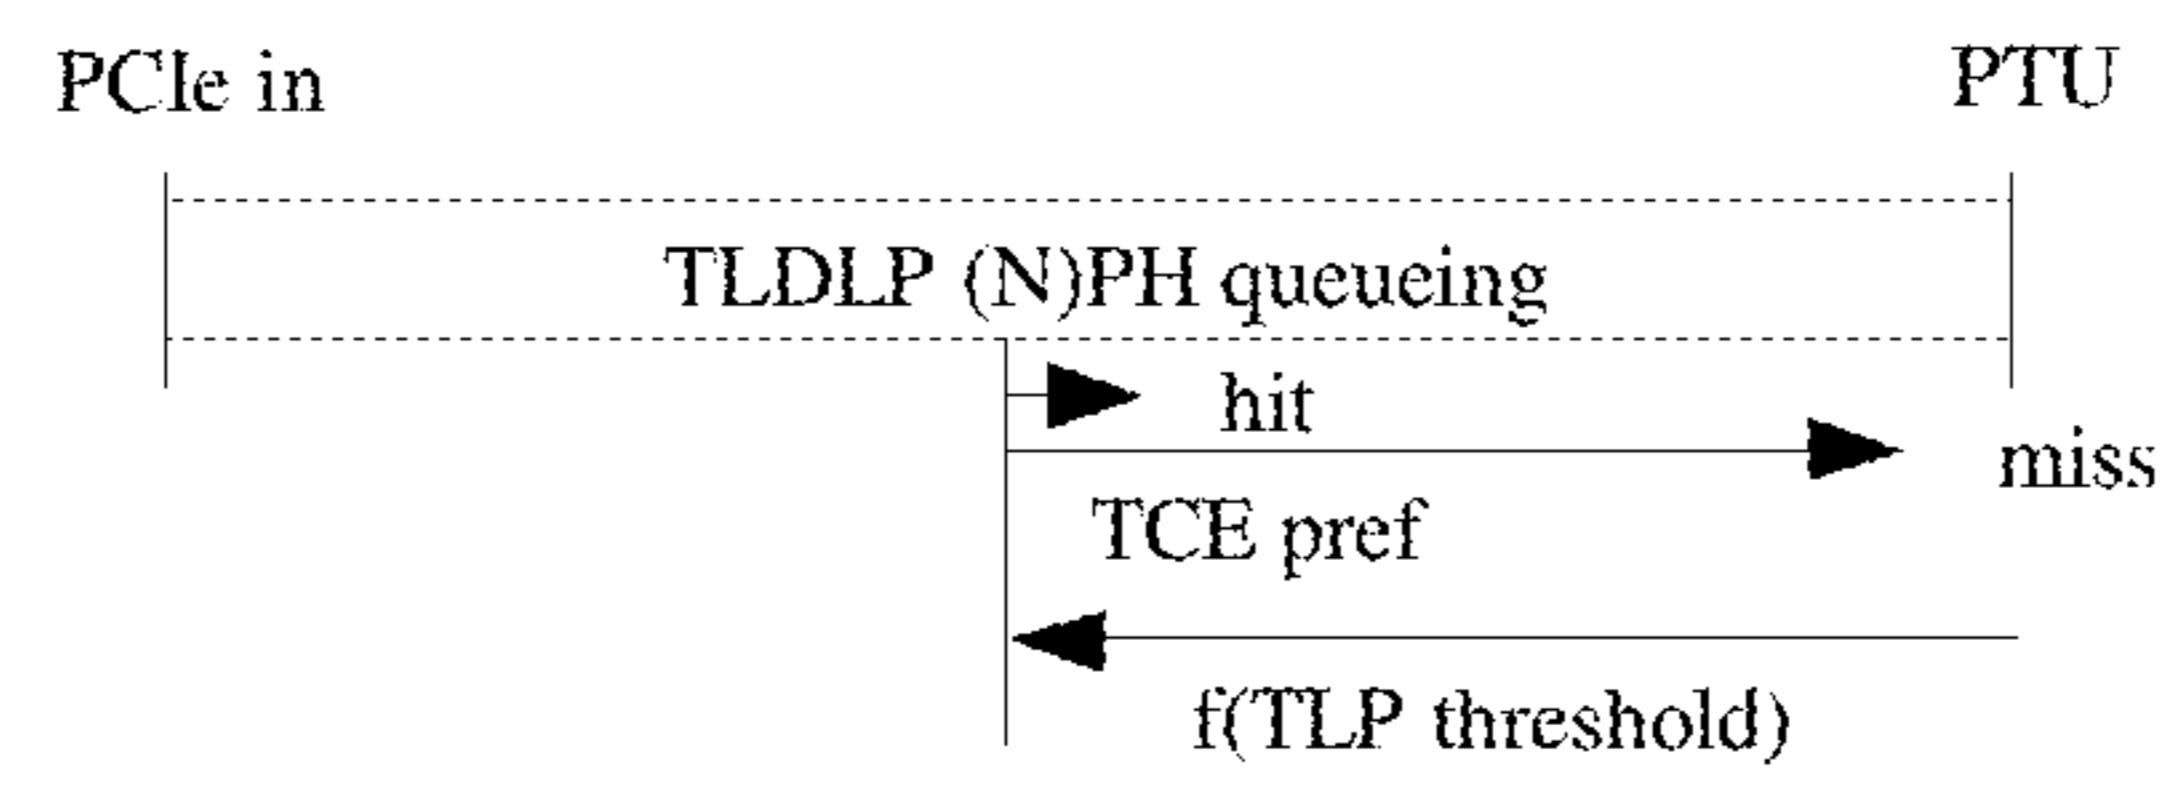 PCIe in
PTU
TLDLP (N)PH queueing
hit
miss
TCE pref
f(TLP threshold)